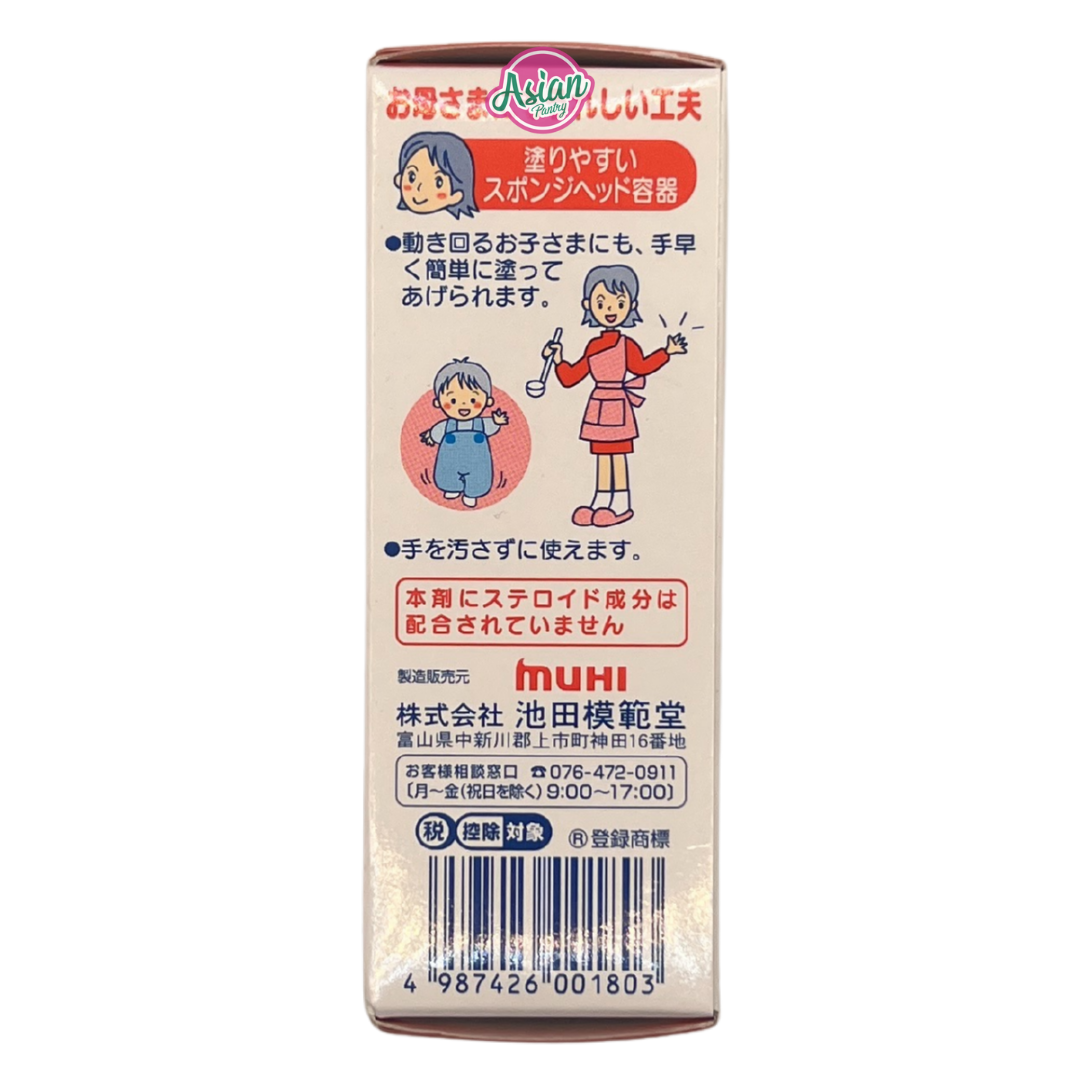 Asian
Pantry
お母さま しい工夫
塗りやすい
スポンジヘッド容器
●動き回るお子さまにも、手早
く簡単に塗って
あげられます。
●手を汚さずに使えます。
本剤にステロイド成分は
配合されていません
製造販売元 MUHI
株式会社 池田模範堂
富山県中新川郡上市町神田16番地
お客様相談窓口 ☎076-472-0911
〔月～金(祝日を除く)9:00～17:00〕
税 控除対象 ®登録商標
4 987426 001803